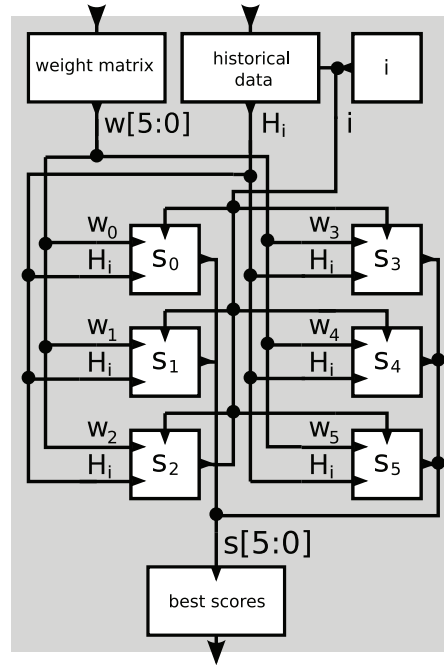 weight matrix
historical
data
i
w[5:0]
Hi
i
w0
Hi
S0
w3
Hi
S3
w1
Hi
S1
w4
Hi
S4
w2
Hi
S2
w5
Hi
S5
s[5:0]
best scores